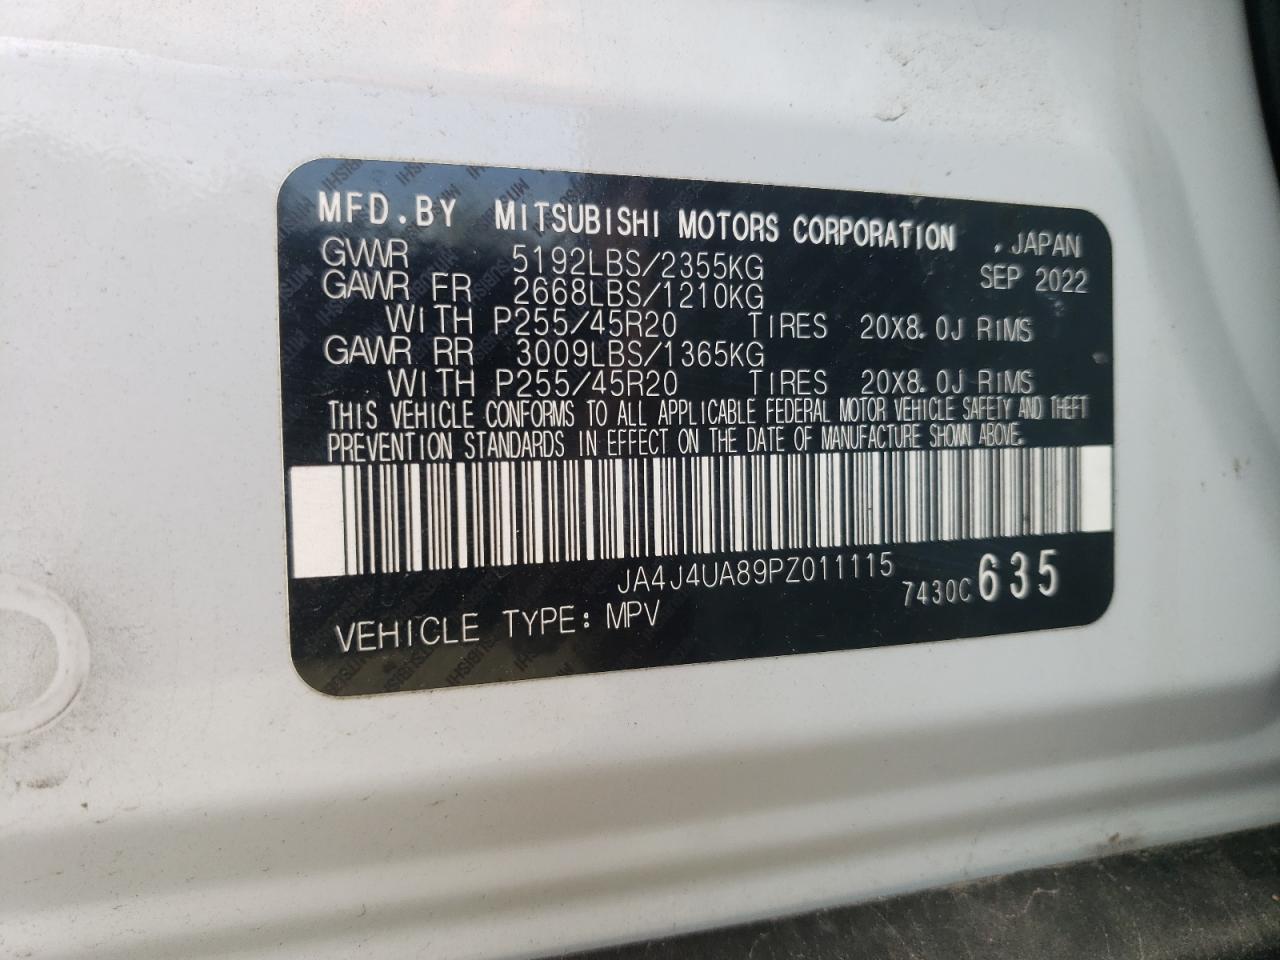 MFD.BY MITSUBISHI MOTORS CORPORATION , JAPAN
GVWR 5192LBS/2355KG SEP 2022
GAWR FR 2668LBS/1210KG
WITH P255/45R20 TIRES 20X8.0J RIMS
GAWR RR 3009LBS/1365KG
WITH P255/45R20 TIRES 20X8.0J RIMS
THIS VEHICLE CONFORMS TO ALL APPLICABLE FEDERAL MOTOR VEHICLE SAFETY AND THEFT
PREVENTION STANDARDS IN EFFECT ON THE DATE OF MANUFACTURE SHOWN ABOVE.
JA4J4UA89PZ011115 7430C 635
VEHICLE TYPE: MPV